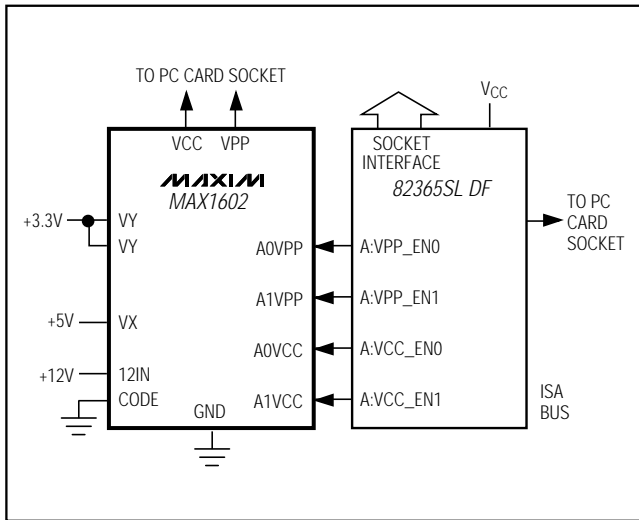 TO PC CARD SOCKET
VCC
VPP
MAXIM
MAX1602
+3.3V
VY
VY
+5V
VX
+12V
12IN
CODE
GND
A0VPP
A1VPP
A0VCC
A1VCC
VCC
SOCKET
INTERFACE
82365SL DF
A:VPP_EN0
A:VPP_EN1
A:VCC_EN0
A:VCC_EN1
TO PC
CARD
SOCKET
ISA
BUS